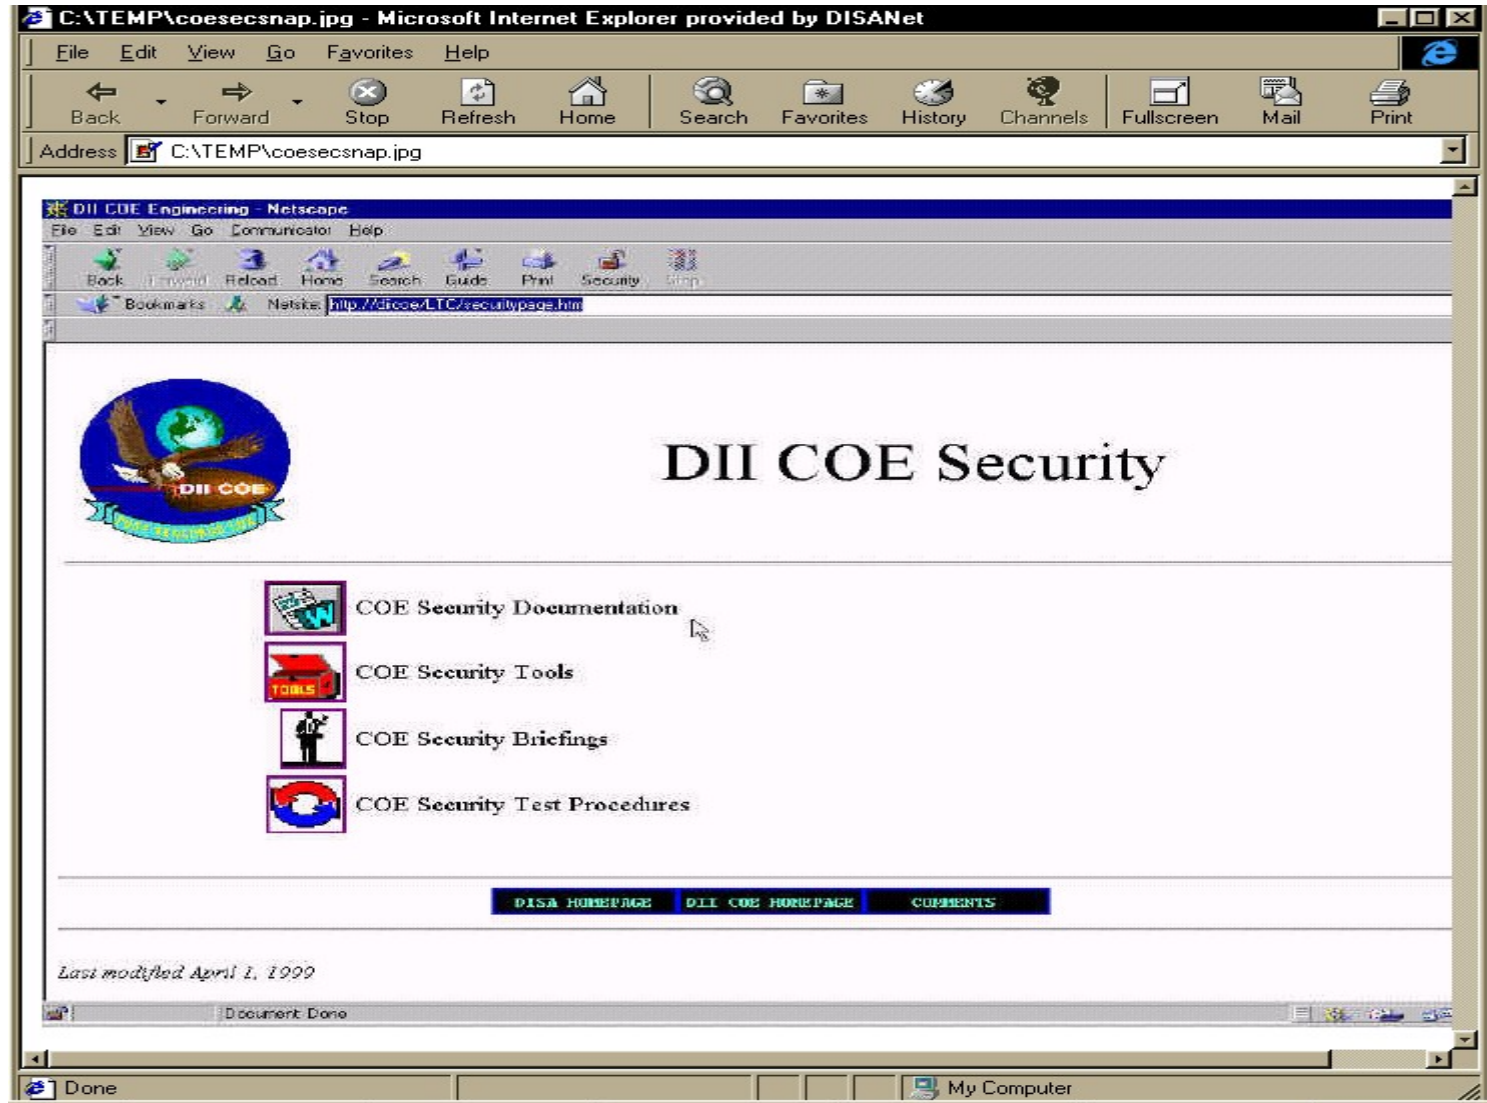 C:\TEMP\coesecsnap.jpg - Microsoft Internet Explorer provided by DISANet
File Edit View Go Favorites Help
Back Forward Stop Refresh Home Search Favorites History Channels Fullscreen Mail Print
Address C:\TEMP\coesecsnap.jpg
DII COE Engineering - Netscape
File Edit View Go Communicator Help
Back Forward Reload Home Search Guide Print Security Stop
Bookmarks Netsite: http://dicoe/LTC/securitypage.htm
DII COE
DII COE Security
COE Security Documentation
TOOLS
COE Security Tools
COE Security Briefings
COE Security Test Procedures
DISA HOMEPAGE DII COE HOMEPAGE COMMENTS
Last modified April 1, 1999
Document: Done
Done My Computer